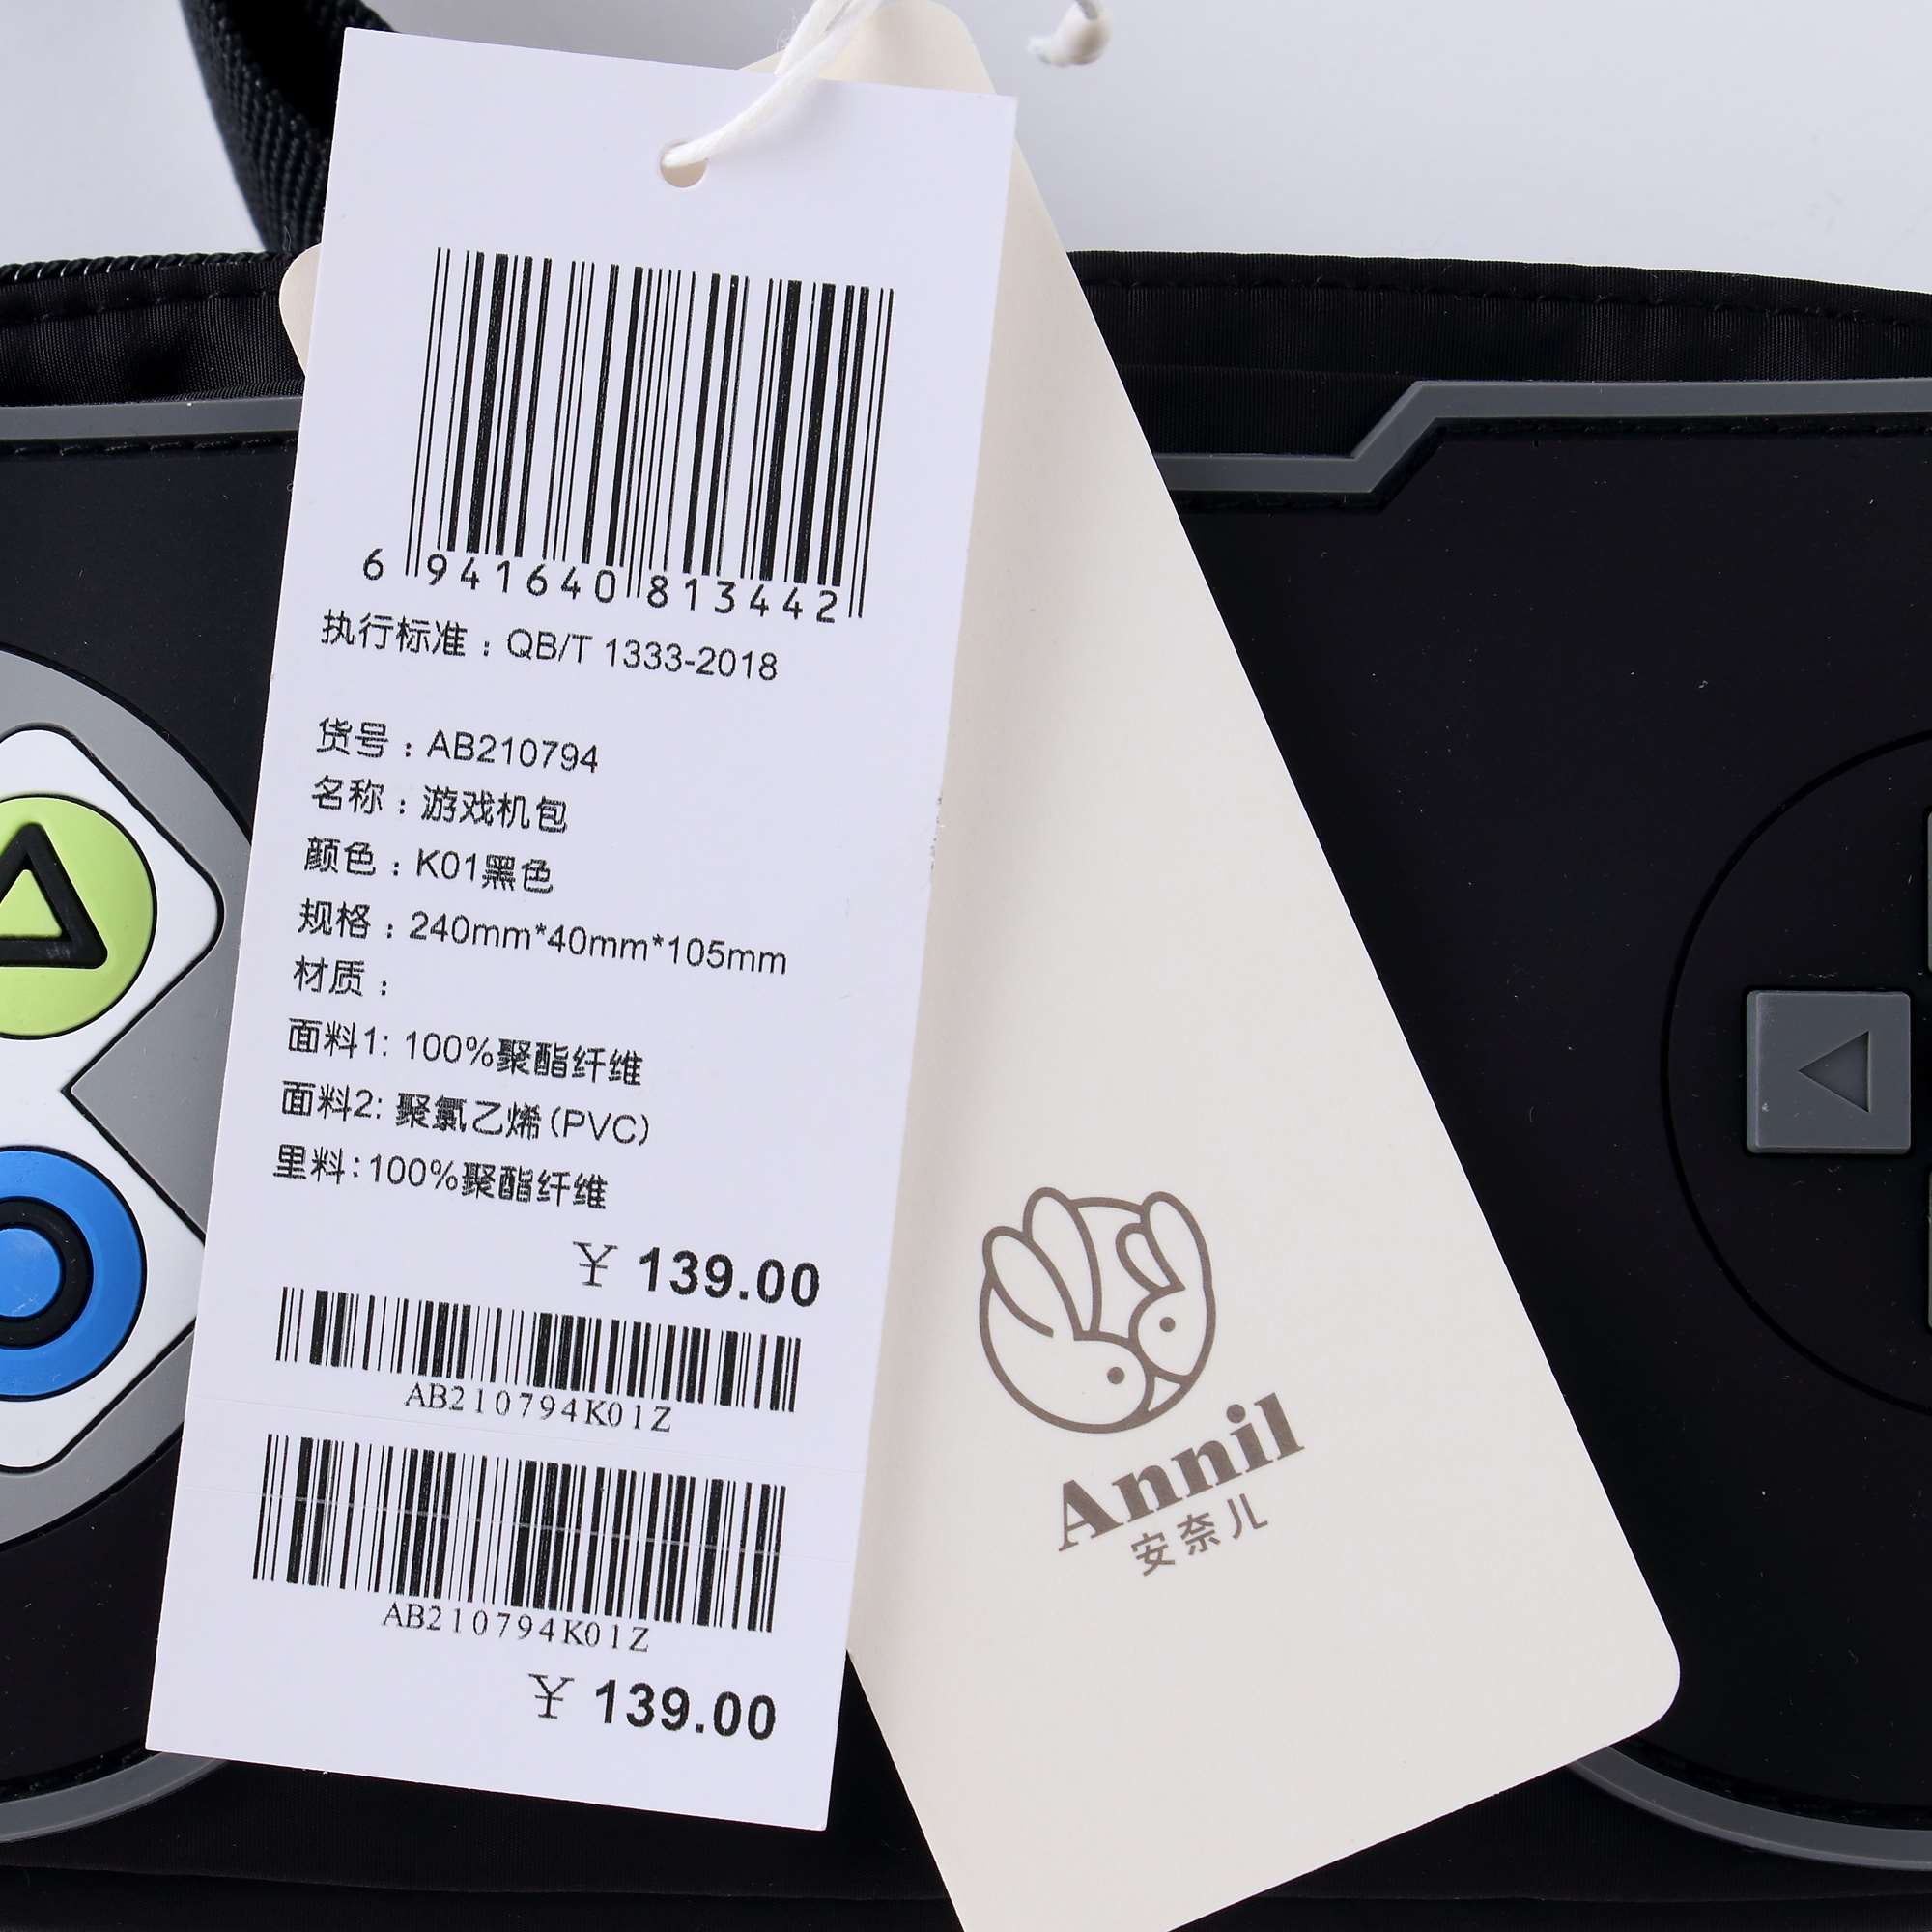 6 941640 813442
执行标准：QB/T 1333-2018
货号：AB210794
名称：游戏机包
颜色：K01黑色
规格：240mm*40mm*105mm
材质：
面料1: 100%聚酯纤维
面料2: 聚氯乙烯(PVC)
里料:100%聚酯纤维
¥ 139.00
AB210794K01Z
AB210794K01Z
¥ 139.00
Annil
安奈儿